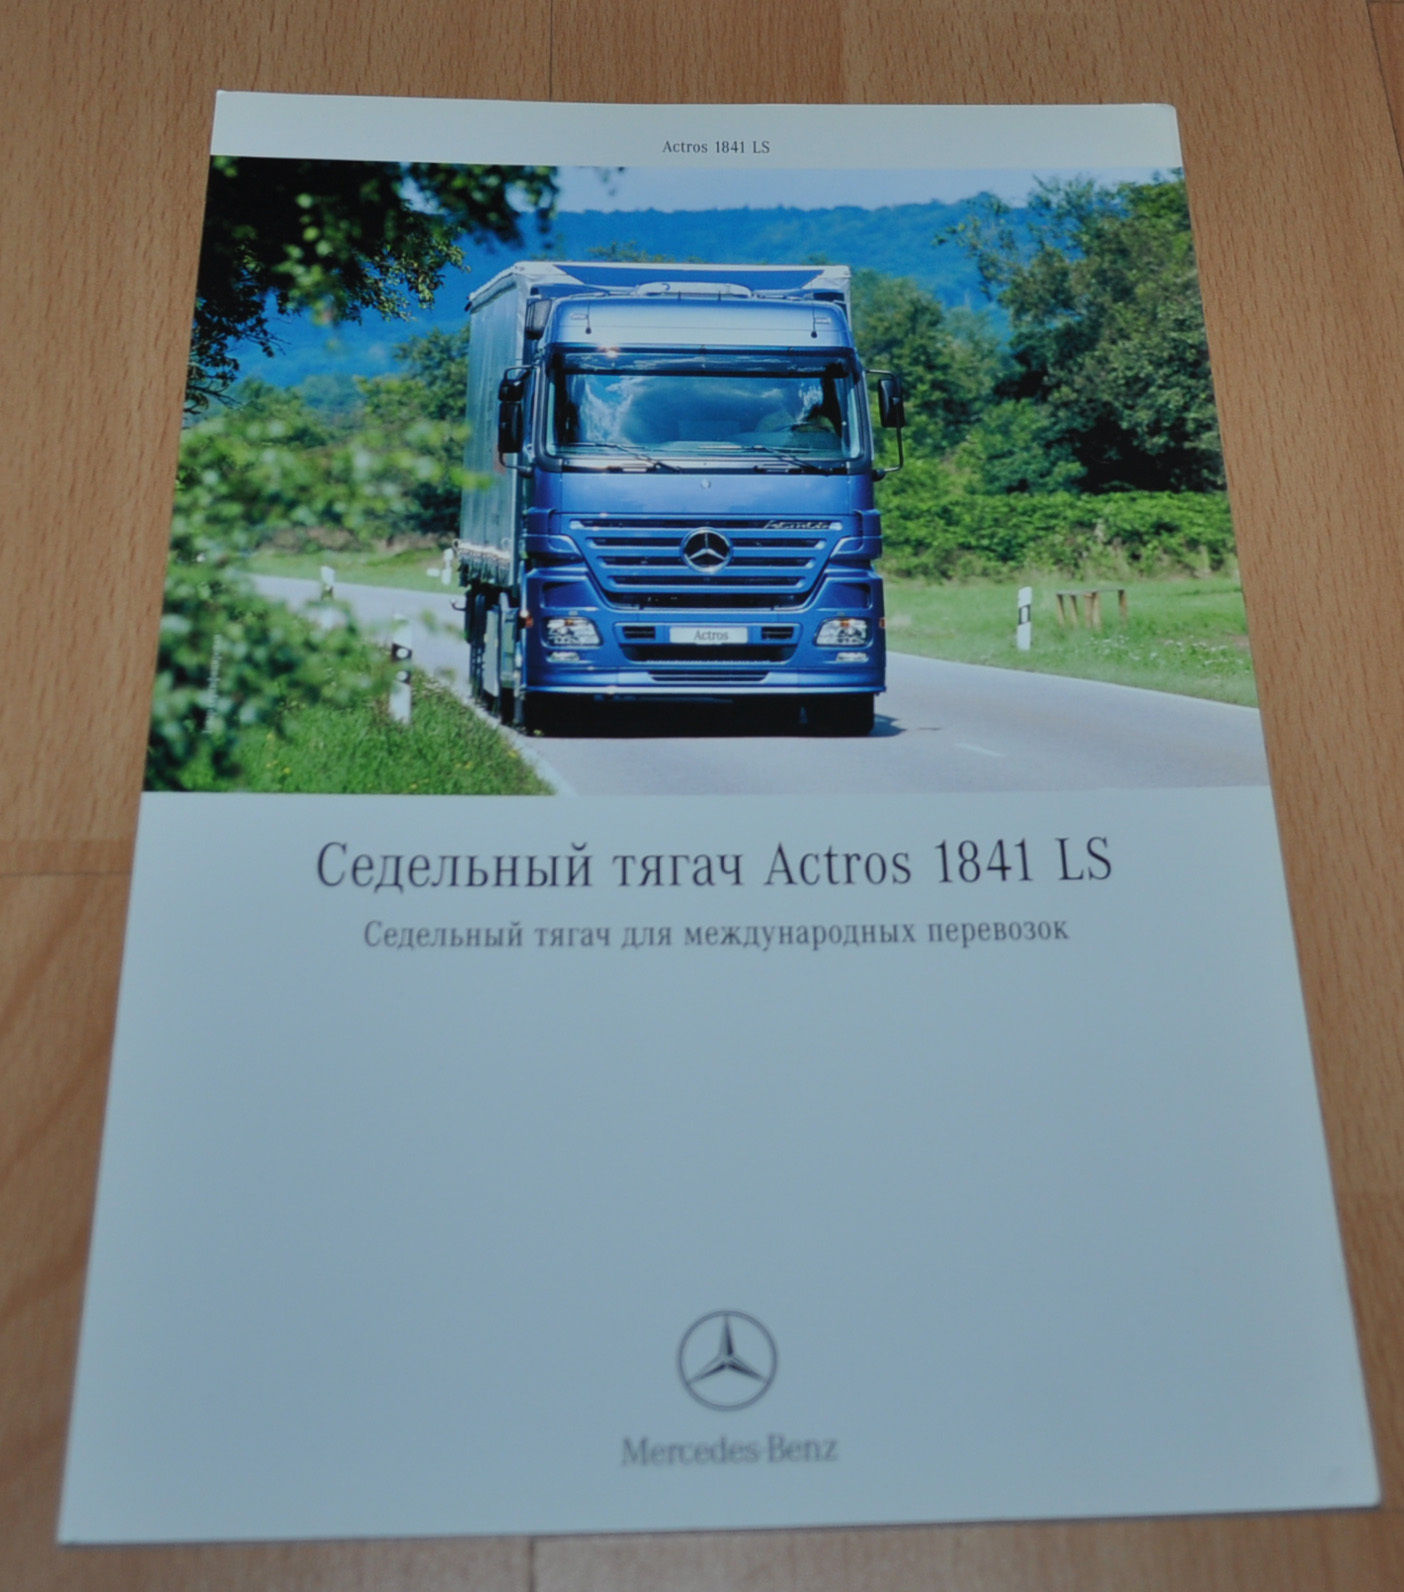 Actros 1841 LS
Actros
Седельный тягач Actros 1841 LS
Седельный тягач для международных перевозок
Mercedes-Benz